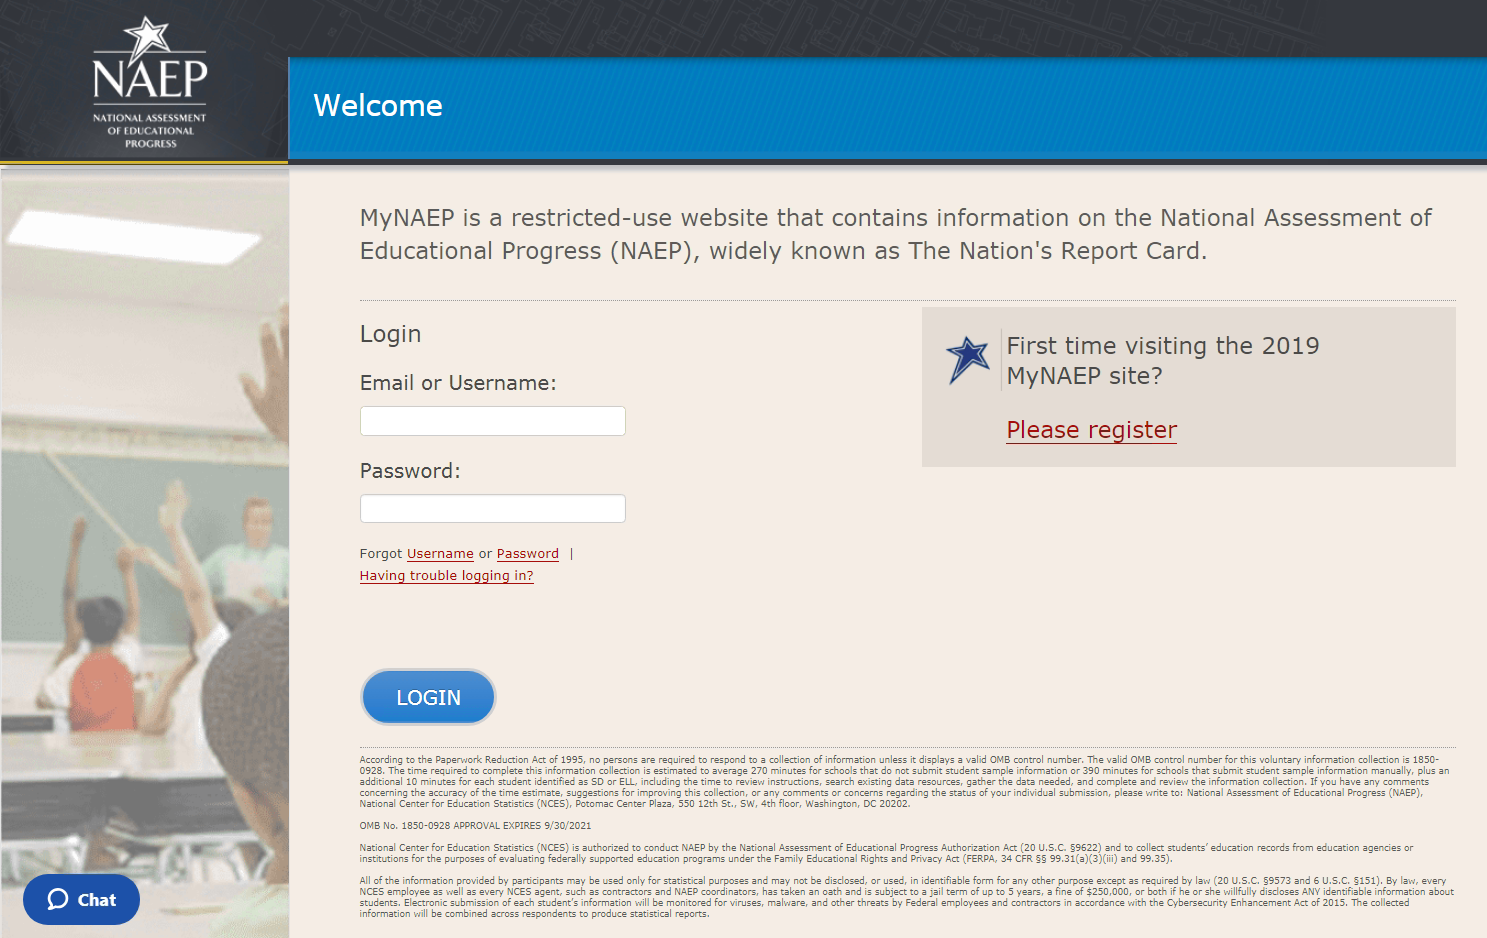 NAEP
NATIONAL ASSESSMENT
OF EDUCATIONAL
PROGRESS
Welcome
MyNAEP is a restricted-use website that contains information on the National Assessment of
Educational Progress (NAEP), widely known as The Nation's Report Card.
Login
Email or Username:
Password:
Forgot Username or Password |
Having trouble logging in?
LOGIN
First time visiting the 2019
MyNAEP site?
Please register
According to the Paperwork Reduction Act of 1995, no persons are required to respond to a collection of information unless it displays a valid OMB control number. The valid OMB control number for this voluntary information collection is 1850-
0928. The time required to complete this information collection is estimated to average 270 minutes for schools that do not submit student sample information or 390 minutes for schools that submit student sample information manually, plus an
additional 10 minutes for each student identified as SD or ELL, including the time to review instructions, search existing data resources, gather the data needed, and complete and review the information collection. If you have any comments
concerning the accuracy of the time estimate, suggestions for improving this collection, or any comments or concerns regarding the status of your individual submission, please write to: National Assessment of Educational Progress (NAEP),
National Center for Education Statistics (NCES), Potomac Center Plaza, 550 12th St., SW, 4th floor, Washington, DC 20202.
OMB No. 1850-0928 APPROVAL EXPIRES 9/30/2021
National Center for Education Statistics (NCES) is authorized to conduct NAEP by the National Assessment of Educational Progress Authorization Act (20 U.S.C. §9622) and to collect students’ education records from education agencies or
institutions for the purposes of evaluating federally supported education programs under the Family Educational Rights and Privacy Act (FERPA, 34 CFR §§ 99.31(a)(3)(iii) and 99.35).
All of the information provided by participants may be used only for statistical purposes and may not be disclosed, or used, in identifiable form for any other purpose except as required by law (20 U.S.C. §9573 and 6 U.S.C. §151). By law, every
NCES employee as well as every NCES agent, such as contractors and NAEP coordinators, has taken an oath and is subject to a jail term of up to 5 years, a fine of $250,000, or both if he or she willfully discloses ANY identifiable information about
students. Electronic submission of each student’s information will be monitored for viruses, malware, and other threats by Federal employees and contractors in accordance with the Cybersecurity Enhancement Act of 2015. The collected
information will be combined across respondents to produce statistical reports.
Chat